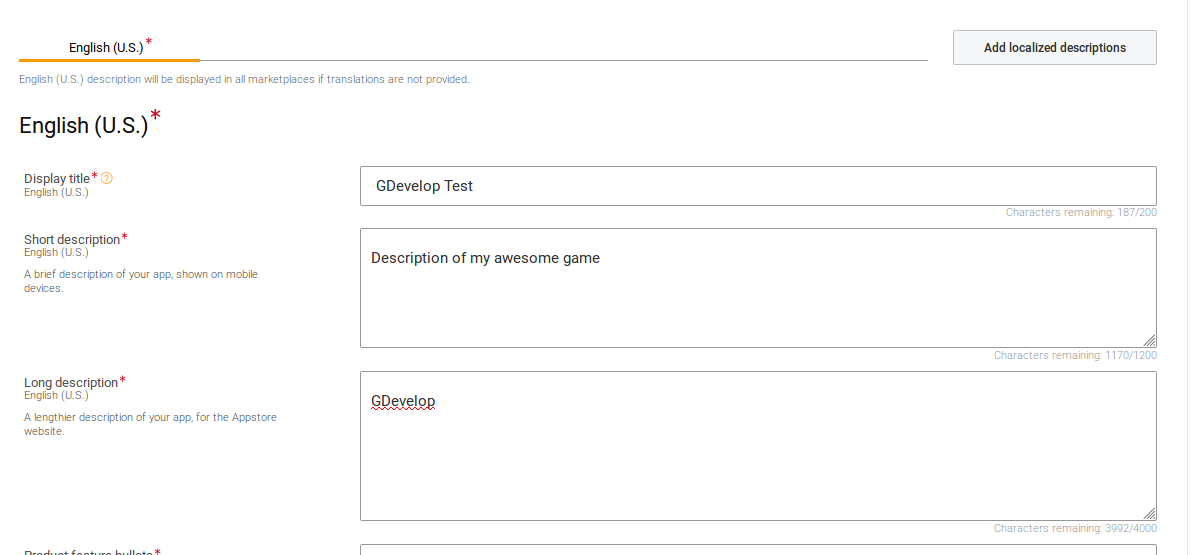 English (U.S.)*
Add localized descriptions
English (U.S.) description will be displayed in all marketplaces if translations are not provided.
English (U.S.)*
Display title* ?
English (U.S.)
GDevelop Test
Characters remaining: 187/200
Short description*
English (U.S.)
A brief description of your app, shown on mobile
devices.
Description of my awesome game
Characters remaining: 1170/1200
Long description*
English (U.S.)
A lengthier description of your app, for the Appstore
website.
GDevelop
Characters remaining: 3992/4000
Product feature bullets*